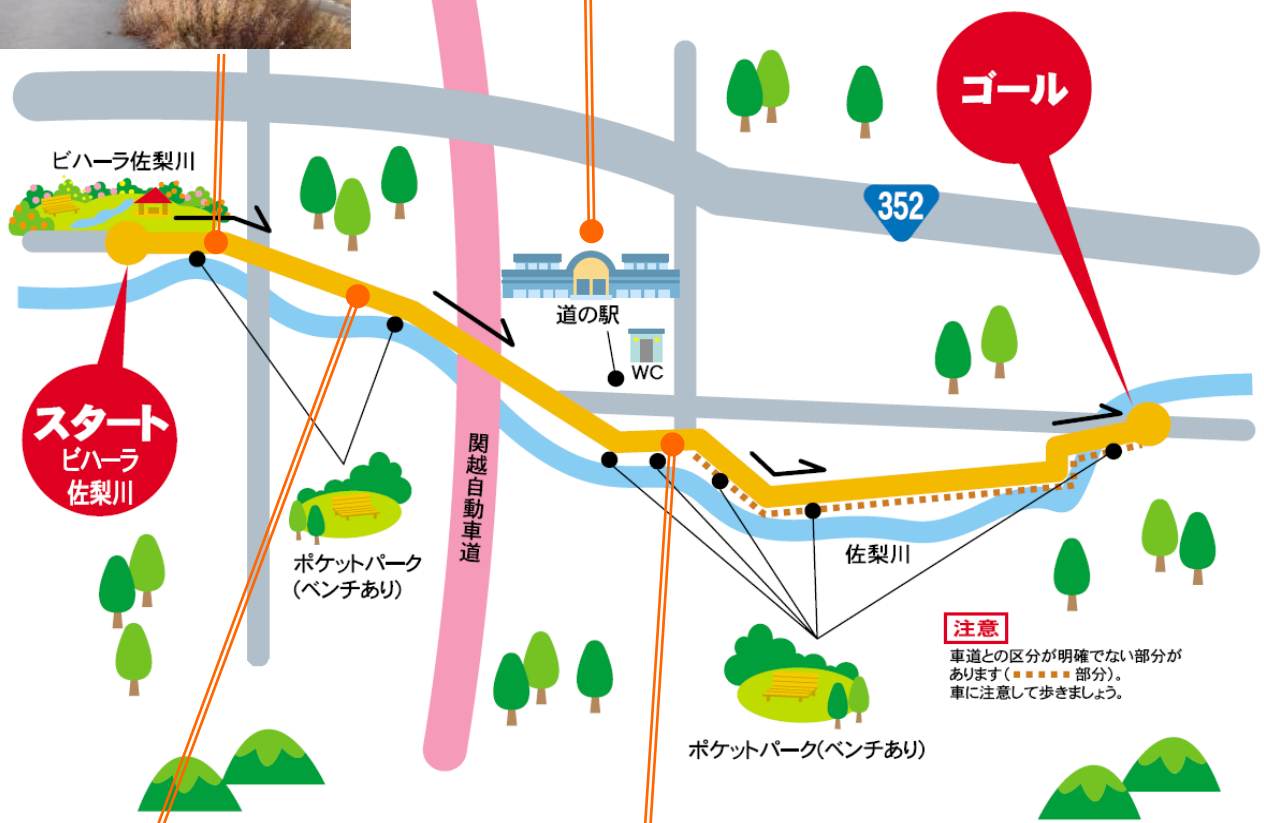 ゴール
ビハーラ佐梨川
352
道の駅
WC
スタート
ビハーラ
佐梨川
関越自動車道
ポケットパーク
(ベンチあり)
佐梨川
注意
車道との区分が明確でない部分が
あります( 部分)。
車に注意して歩きましょう。
ポケットパーク(ベンチあり)